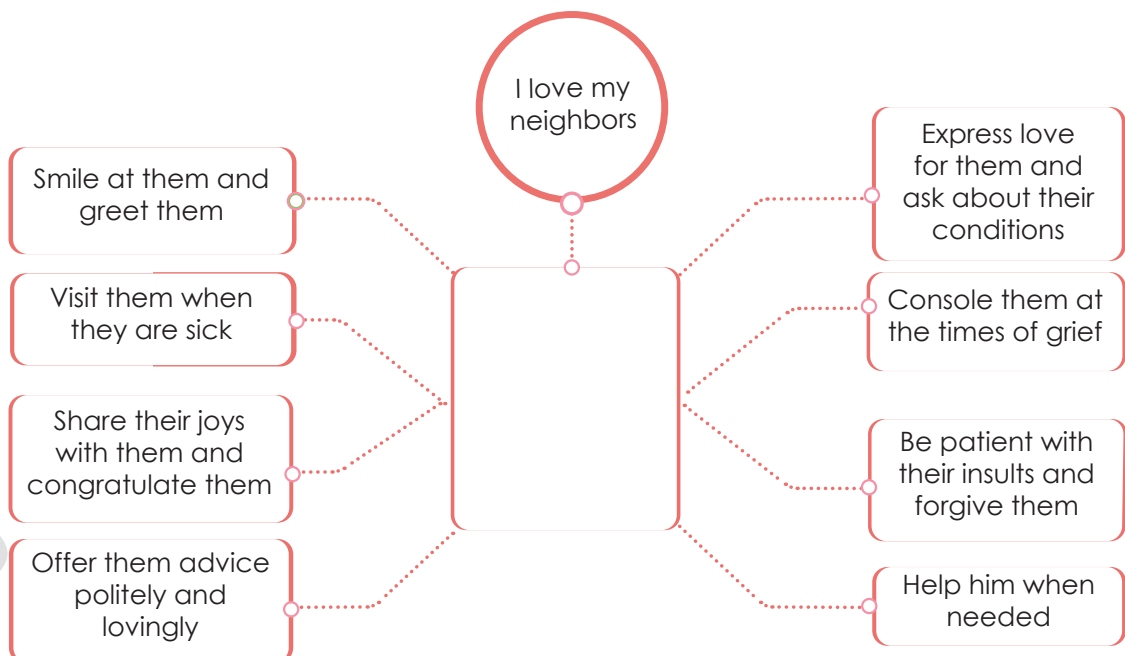 I love my
neighbors
Smile at them and
greet them
Visit them when
they are sick
Share their joys
with them and
congratulate them
Offer them advice
politely and
lovingly
Express love
for them and
ask about their
conditions
Console them at
the times of grief
Be patient with
their insults and
forgive them
Help him when
needed